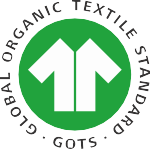 GLOBAL ORGANIC TEXTILE STANDARD
· GOTS ·